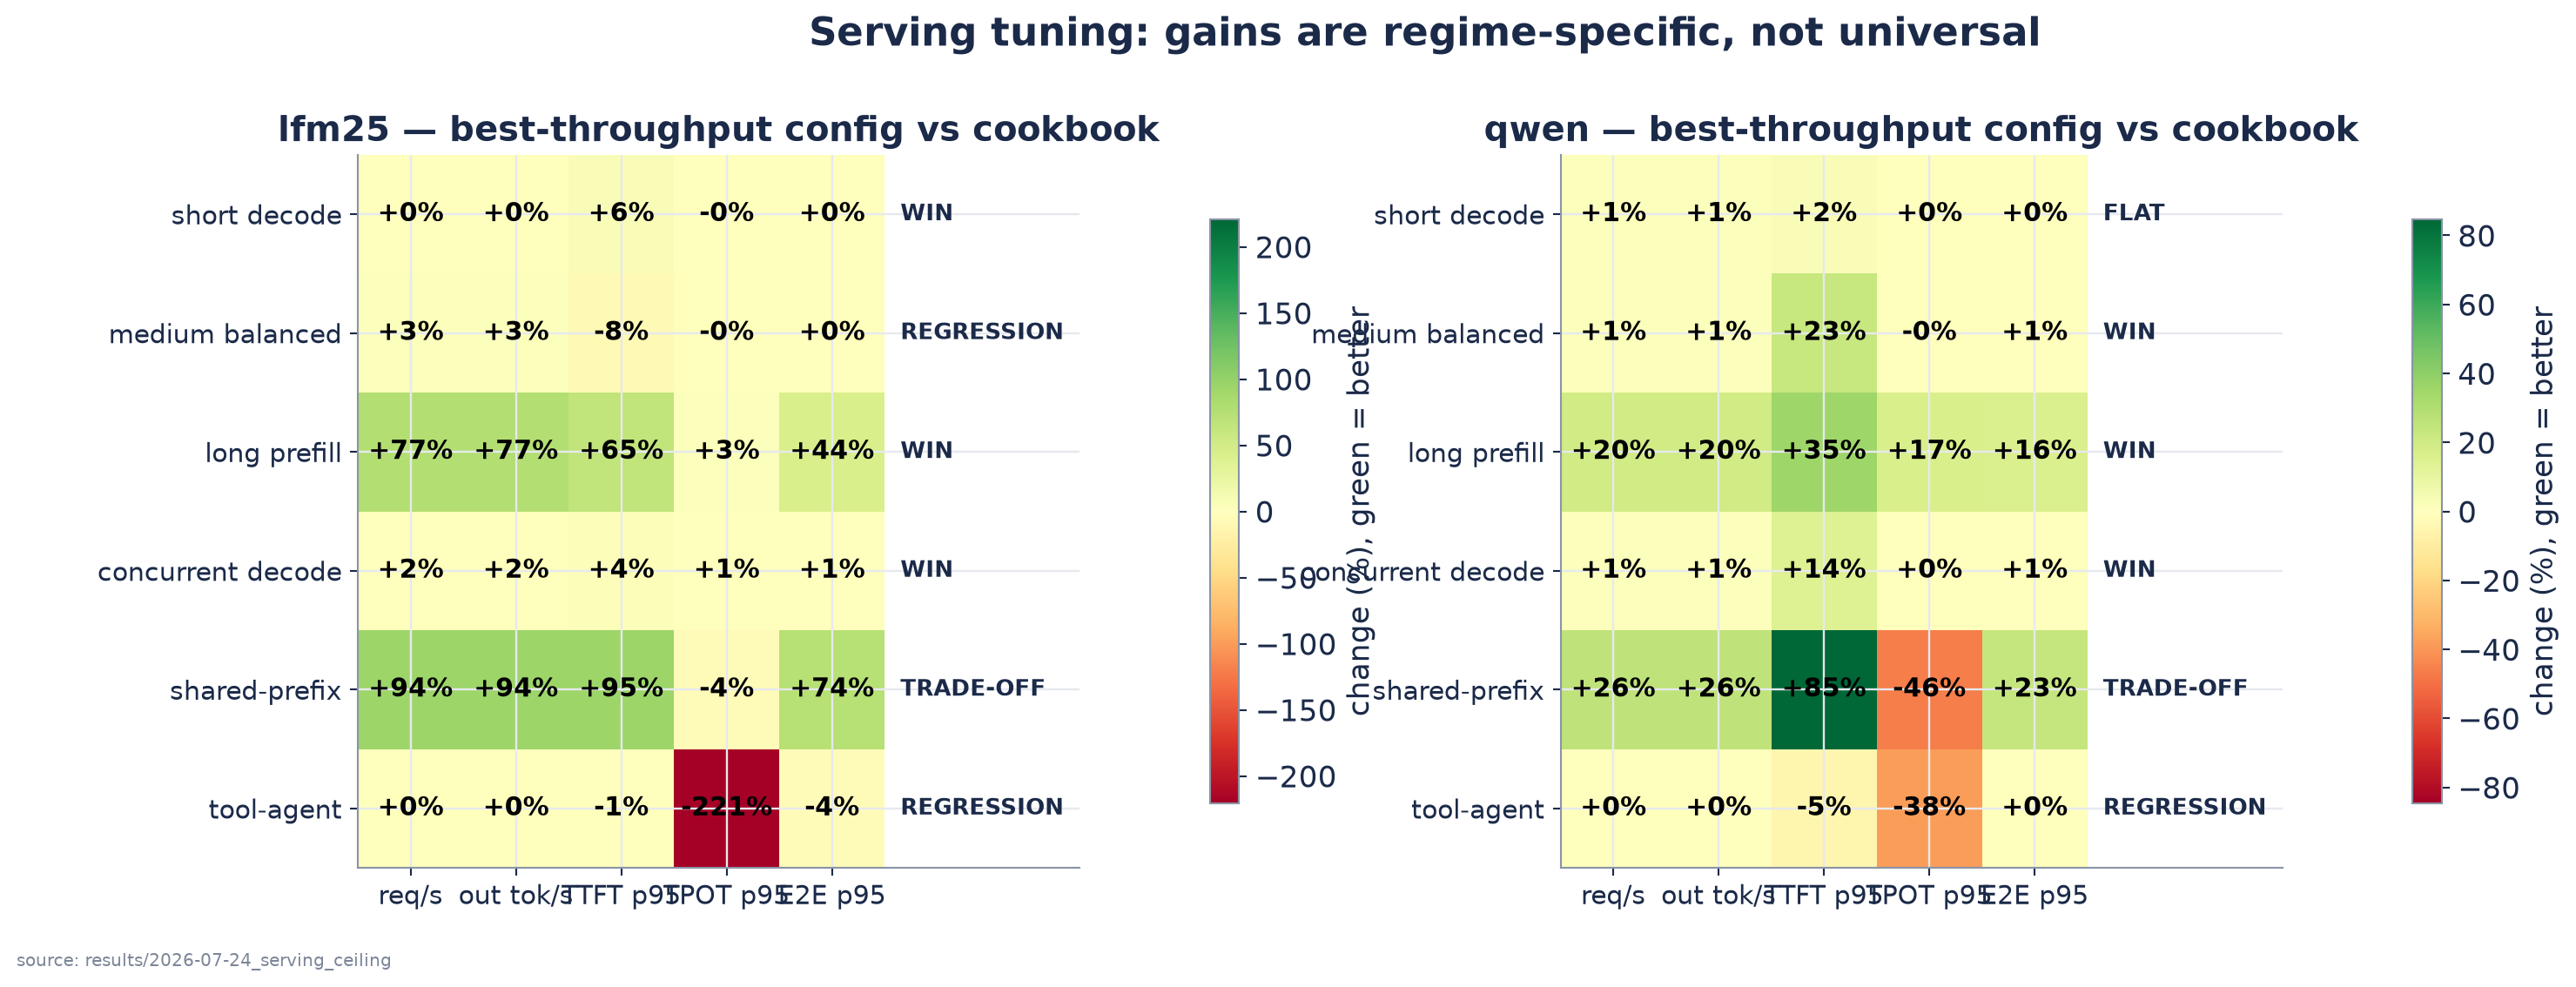 Serving tuning: gains are regime-specific, not universal
lfm25 — best-throughput config vs cookbook
short decode +0% +0% +6% -0% +0% WIN
medium balanced +3% +3% -8% -0% +0% REGRESSION
long prefill +77% +77% +65% +3% +44% WIN
concurrent decode +2% +2% +4% +1% +1% WIN
shared-prefix +94% +94% +95% -4% +74% TRADE-OFF
tool-agent +0% +0% -1% -221% -4% REGRESSION
req/s out tok/s TTFT p95 TPOT p95 E2E p95
200
150
100
50
0
−50
−100
−150
−200
change (%), green = better
qwen — best-throughput config vs cookbook
short decode +1% +1% +2% +0% +0% FLAT
medium balanced +1% +1% +23% -0% +1% WIN
long prefill +20% +20% +35% +17% +16% WIN
concurrent decode +1% +1% +14% +0% +1% WIN
shared-prefix +26% +26% +85% -46% +23% TRADE-OFF
tool-agent +0% +0% -5% -38% +0% REGRESSION
req/s out tok/s TTFT p95 TPOT p95 E2E p95
80
60
40
20
0
−20
−40
−60
−80
change (%), green = better
source: results/2026-07-24_serving_ceiling